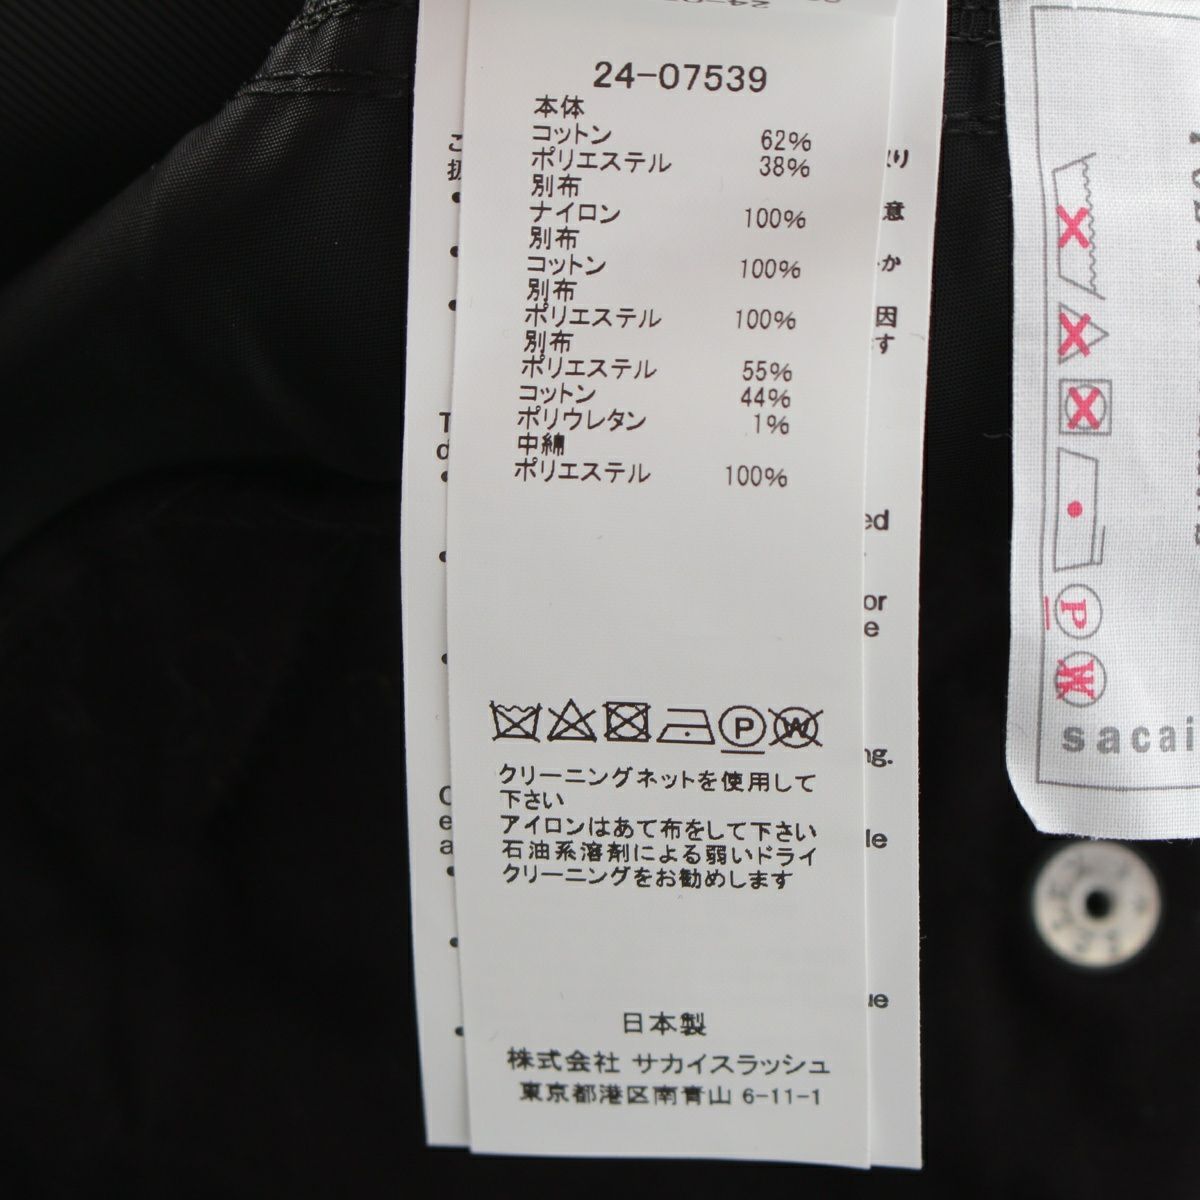 24-07539
本体
コットン 62%
ポリエステル 38%
別布
ナイロン 100%
別布
コットン 100%
別布
ポリエステル 100%
別布
ポリエステル 55%
コットン 44%
ポリウレタン 1%
中綿
ポリエステル 100%
P W
クリーニングネットを使用して
下さい
アイロンはあて布をして下さい
石油系溶剤による弱いドライ
クリーニングをお勧めします
日本製
株式会社 サカイスラッシュ
東京都港区南青山 6-11-1
意
か
因
す
ed
or
ng.
P
W
sacai